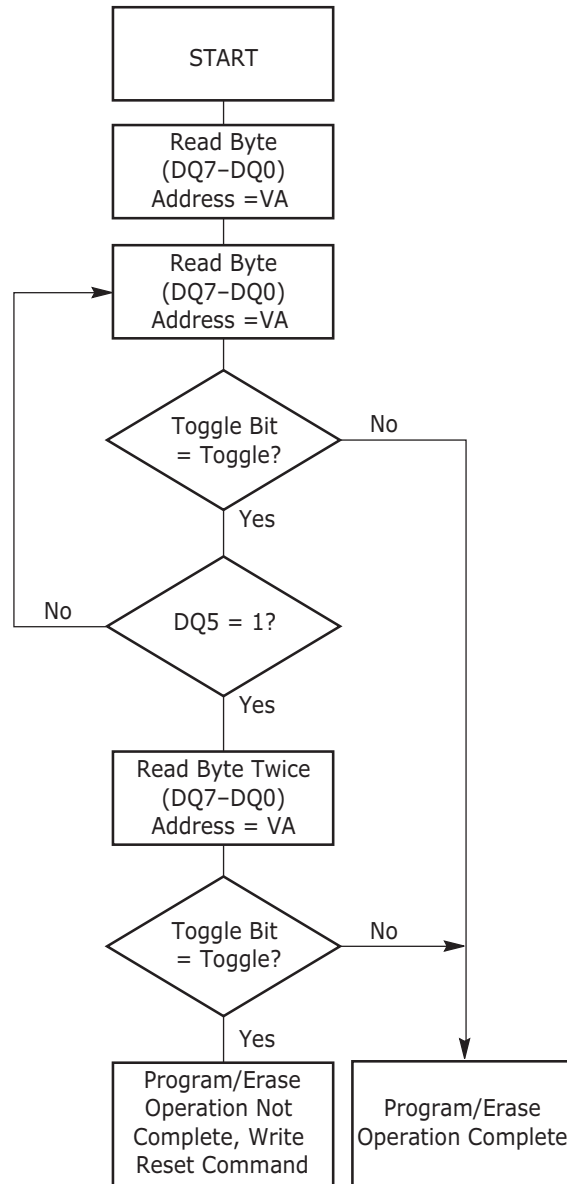 START
Read Byte
(DQ7–DQ0)
Address =VA
Read Byte
(DQ7–DQ0)
Address =VA
Toggle Bit
= Toggle?
No
Yes
No
DQ5 = 1?
Yes
Read Byte Twice
(DQ7–DQ0)
Address = VA
Toggle Bit
= Toggle?
No
Yes
Program/Erase
Operation Not
Complete, Write
Reset Command
Program/Erase
Operation Complete